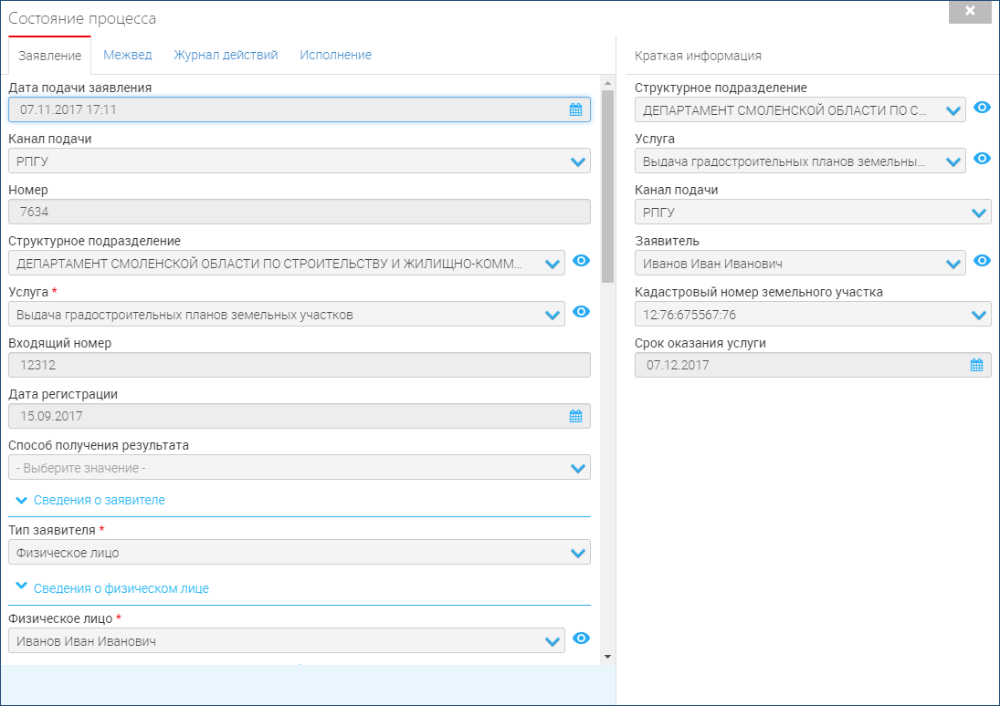 Состояние процесса
Заявление Межвед Журнал действий Исполнение
Дата подачи заявления
07.11.2017 17:11
Канал подачи
РПГУ
Номер
7634
Структурное подразделение
ДЕПАРТАМЕНТ СМОЛЕНСКОЙ ОБЛАСТИ ПО СТРОИТЕЛЬСТВУ И ЖИЛИЩНО-КОММ...
Услуга *
Выдача градостроительных планов земельных участков
Входящий номер
12312
Дата регистрации
15.09.2017
Способ получения результата
- Выберите значение -
Сведения о заявителе
Тип заявителя *
Физическое лицо
Сведения о физическом лице
Физическое лицо *
Иванов Иван Иванович
Краткая информация
Структурное подразделение
ДЕПАРТАМЕНТ СМОЛЕНСКОЙ ОБЛАСТИ ПО С...
Услуга
Выдача градостроительных планов земельны...
Канал подачи
РПГУ
Заявитель
Иванов Иван Иванович
Кадастровый номер земельного участка
12:76:675567:76
Срок оказания услуги
07.12.2017